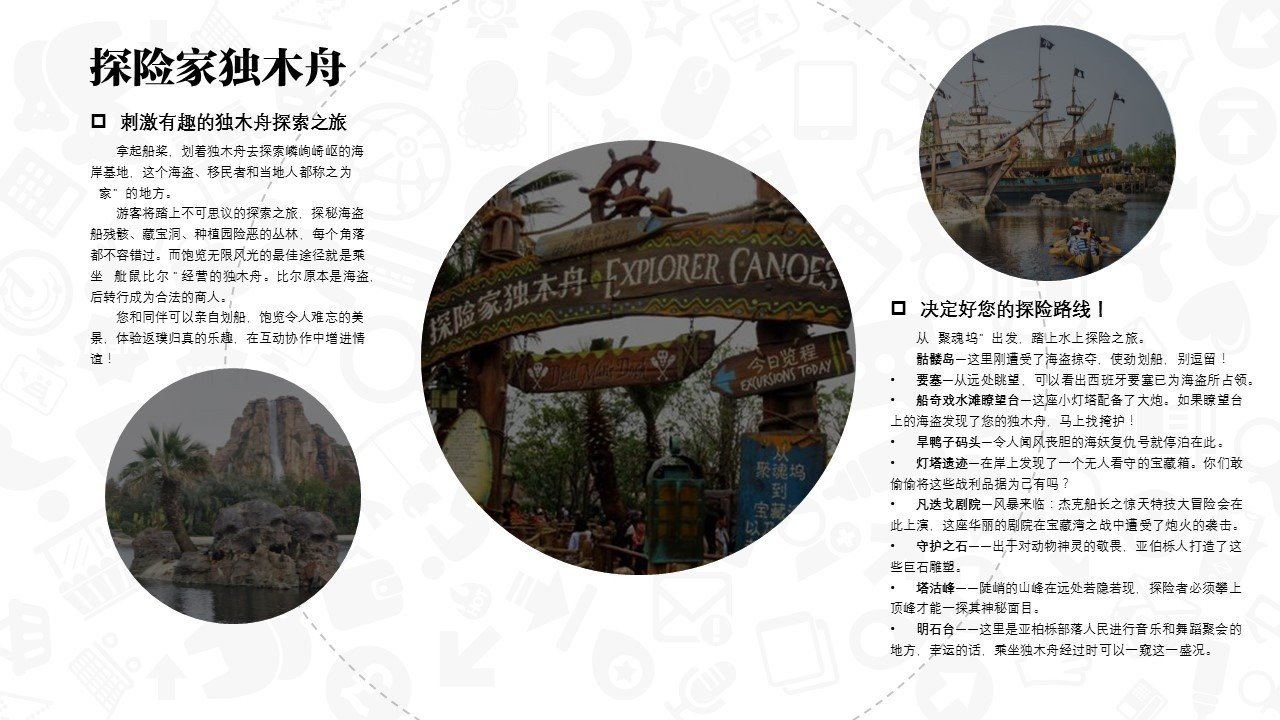 探险家独木舟
刺激有趣的独木舟探索之旅
拿起船桨，划着独木舟去探索嶙峋崎岖的海
岸基地，这个海盗、移民者和当地人都称之为
“家”的地方。
游客将踏上不可思议的探索之旅，探秘海盗
船残骸、藏宝洞、种植园险恶的丛林，每个角落
都不容错过。而饱览无限风光的最佳途径就是乘
坐“舭鼠比尔”经营的独木舟。比尔原本是海盗，
后转行成为合法的商人。
您和同伴可以亲自划船，饱览令人难忘的美
景，体验返璞归真的乐趣，在互动协作中增进情
谊！
探险家独木舟 EXPLORER CANOES
Dead Man's Dock
今日览程
EXCURSIONS TODAY
从
聚魂坞
到
宝藏
决定好您的探险路线！
从“聚魂坞”出发，踏上水上探险之旅。
骷髅岛—这里刚遭受了海盗掠夺，使劲划船，别逗留！
• 要塞—从远处眺望，可以看出西班牙要塞已为海盗所占领。
• 船奇戏水滩瞭望台—这座小灯塔配备了大炮。如果瞭望台
上的海盗发现了您的独木舟，马上找掩护！
• 旱鸭子码头—令人闻风丧胆的海妖复仇号就停泊在此。
• 灯塔遗迹—在岸上发现了一个无人看守的宝藏箱。你们敢
偷偷将这些战利品据为己有吗？
• 凡迭戈剧院—风暴来临：杰克船长之惊天特技大冒险会在
此上演，这座华丽的剧院在宝藏海之战中遭受了炮火的袭击。
• 守护之石——出于对动物神灵的敬畏，亚伯栎人打造了这
些巨石雕塑。
• 塔沽峰——陡峭的山峰在远处若隐若现，探险者必须攀上
顶峰才能一探其神秘面目。
• 明石台——这里是亚柏栎部落人民进行音乐和舞蹈聚会的
地方，幸运的话，乘坐独木舟经过时可以一窥这一盛况。